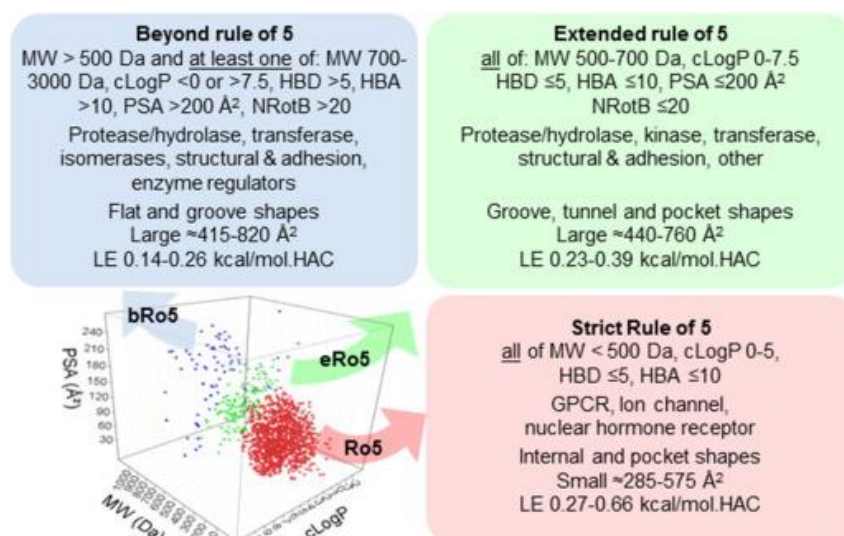 Beyond rule of 5
MW > 500 Da and at least one of: MW 700-
3000 Da, cLogP <0 or >7.5, HBD >5, HBA
>10, PSA >200 Å², NRotB >20
Protease/hydrolase, transferase,
isomerases, structural & adhesion,
enzyme regulators
Flat and groove shapes
Large ≈415-820 Å²
LE 0.14-0.26 kcal/mol.HAC
Extended rule of 5
all of: MW 500-700 Da, cLogP 0-7.5
HBD ≤5, HBA ≤10, PSA ≤200 Å²
NRotB ≤20
Protease/hydrolase, kinase, transferase,
structural & adhesion, other
Groove, tunnel and pocket shapes
Large ≈440-760 Å²
LE 0.23-0.39 kcal/mol.HAC
bRo5
eRo5
Ro5
PSA (Å²)
240
210
180
150
120
90
60
30
MW (Da)
cLogP
Strict Rule of 5
all of MW < 500 Da, cLogP 0-5,
HBD ≤5, HBA ≤10
GPCR, Ion channel,
nuclear hormone receptor
Internal and pocket shapes
Small ≈285-575 Å²
LE 0.27-0.66 kcal/mol.HAC